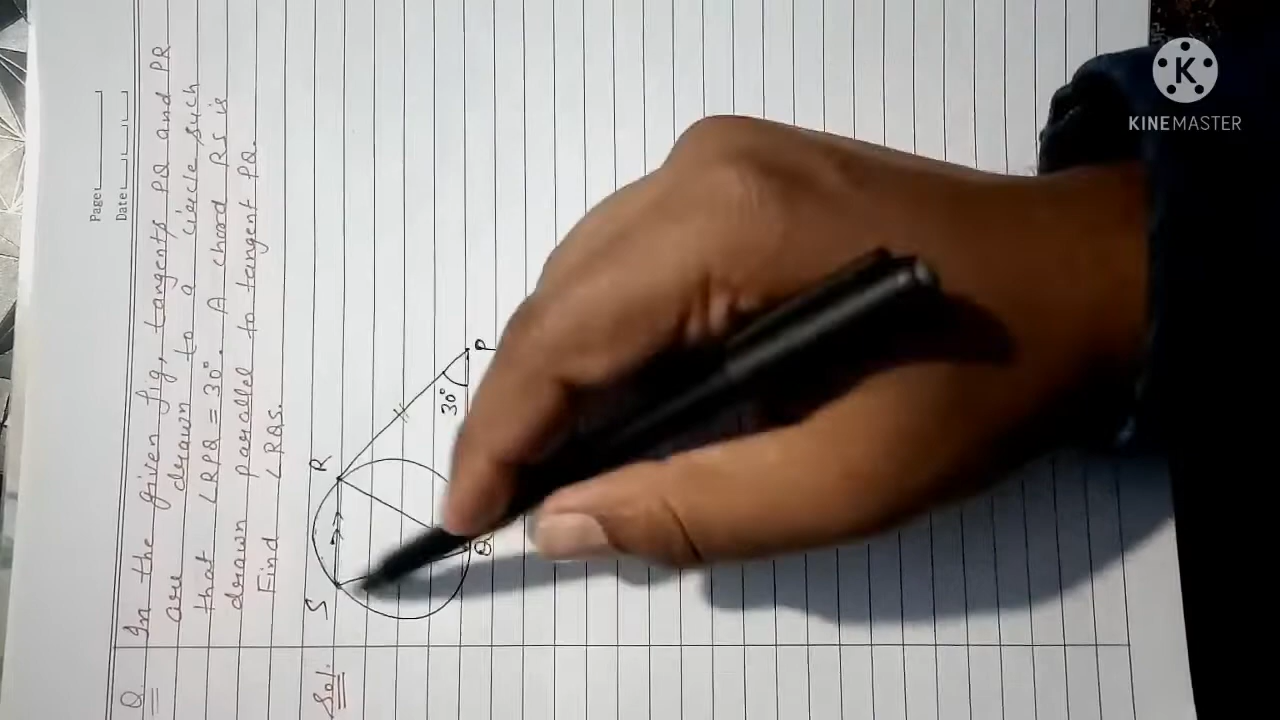 Page:
Date:
Q. In the given fig, tangents PQ and PR
are drawn to a circle such
that ∠RPQ = 30°. A chord RS is
drawn parallel to tangent PQ.
Find ∠RQS.
Sol.
S
R
P
30°
Q
K
KINEMASTER